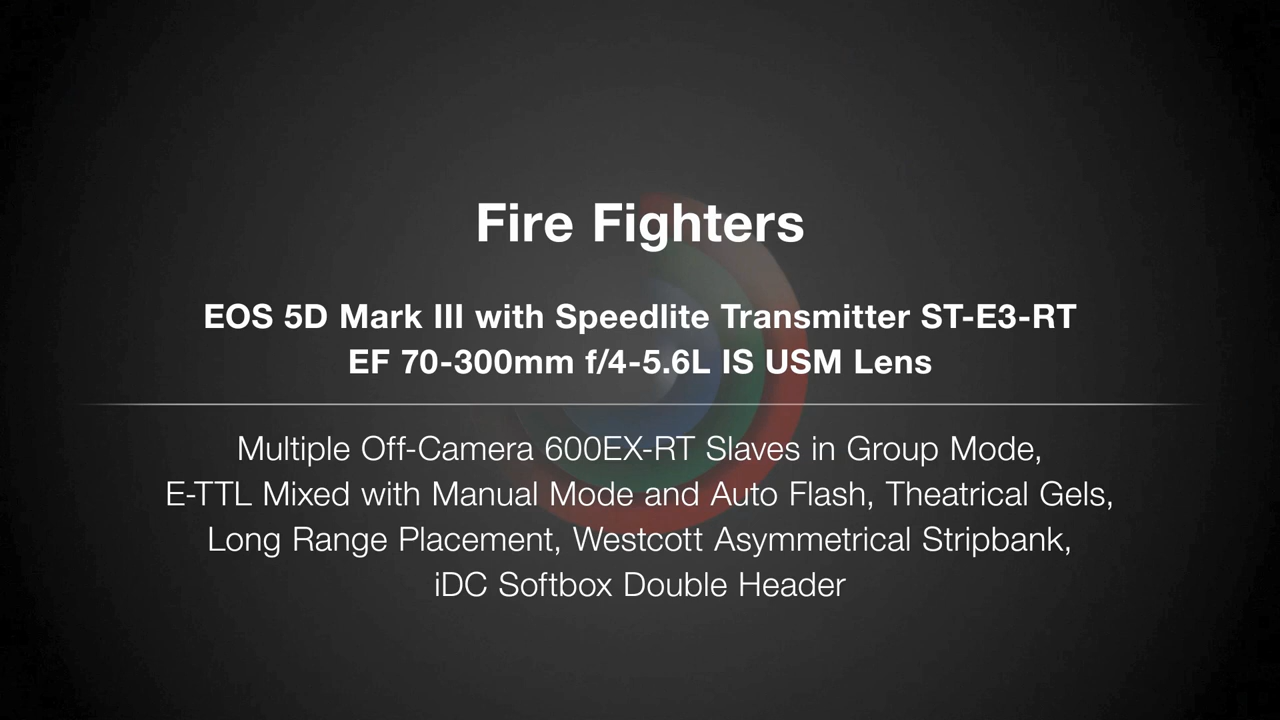 Fire Fighters
EOS 5D Mark III with Speedlite Transmitter ST-E3-RT
EF 70-300mm f/4-5.6L IS USM Lens
Multiple Off-Camera 600EX-RT Slaves in Group Mode,
E-TTL Mixed with Manual Mode and Auto Flash, Theatrical Gels,
Long Range Placement, Westcott Asymmetrical Stripbank,
iDC Softbox Double Header